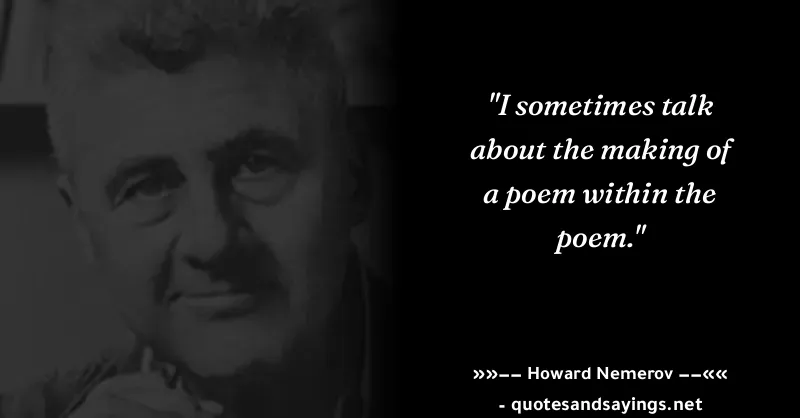 "I sometimes talk
about the making of
a poem within the
poem."
»»–– Howard Nemerov ––««
- quotesandsayings.net